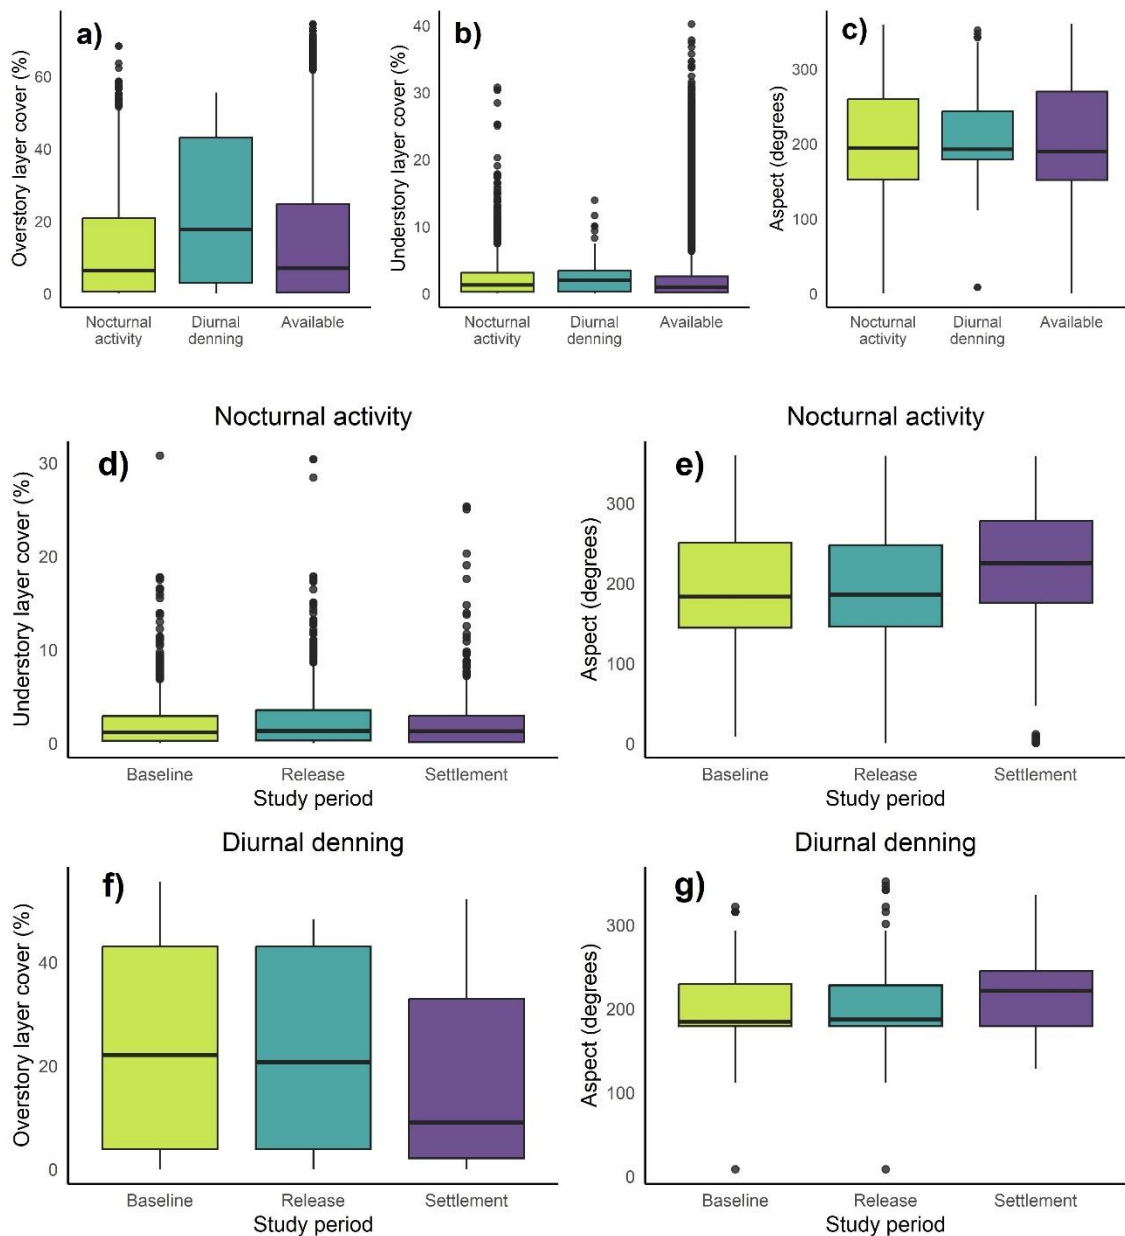 a)
Overstory layer cover (%)
60
40
20
0
Nocturnal
activity
Diurnal
denning
Available
b)
Understory layer cover (%)
40
30
20
10
0
Nocturnal
activity
Diurnal
denning
Available
c)
Aspect (degrees)
300
200
100
0
Nocturnal
activity
Diurnal
denning
Available
Nocturnal activity
d)
Understory layer cover (%)
30
20
10
0
Baseline
Release
Settlement
Study period
Nocturnal activity
e)
Aspect (degrees)
300
200
100
0
Baseline
Release
Settlement
Study period
Diurnal denning
f)
Overstory layer cover (%)
40
20
0
Baseline
Release
Settlement
Study period
Diurnal denning
g)
Aspect (degrees)
300
200
100
0
Baseline
Release
Settlement
Study period